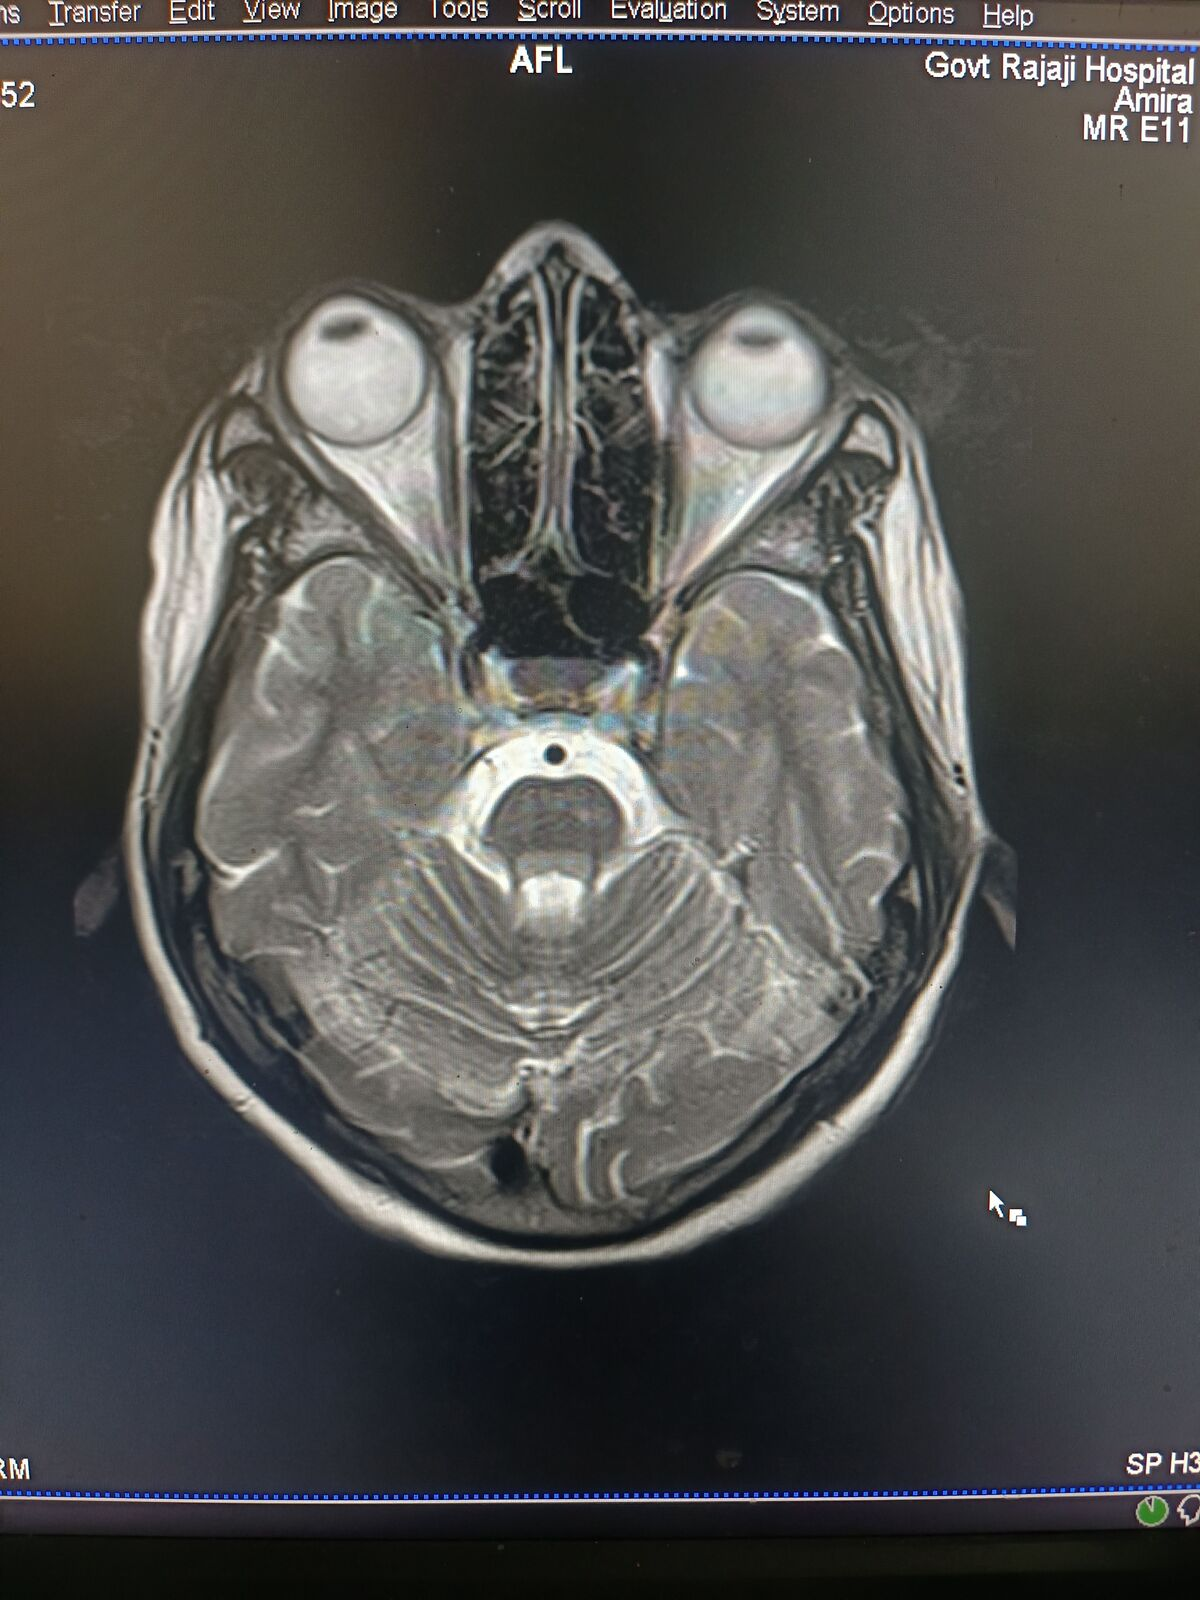 Transfer Edit View Image Tools Scroll Evaluation System Options Help
AFL
Govt Rajaji Hospital
52
Amira
MR E11
RM
SP H3